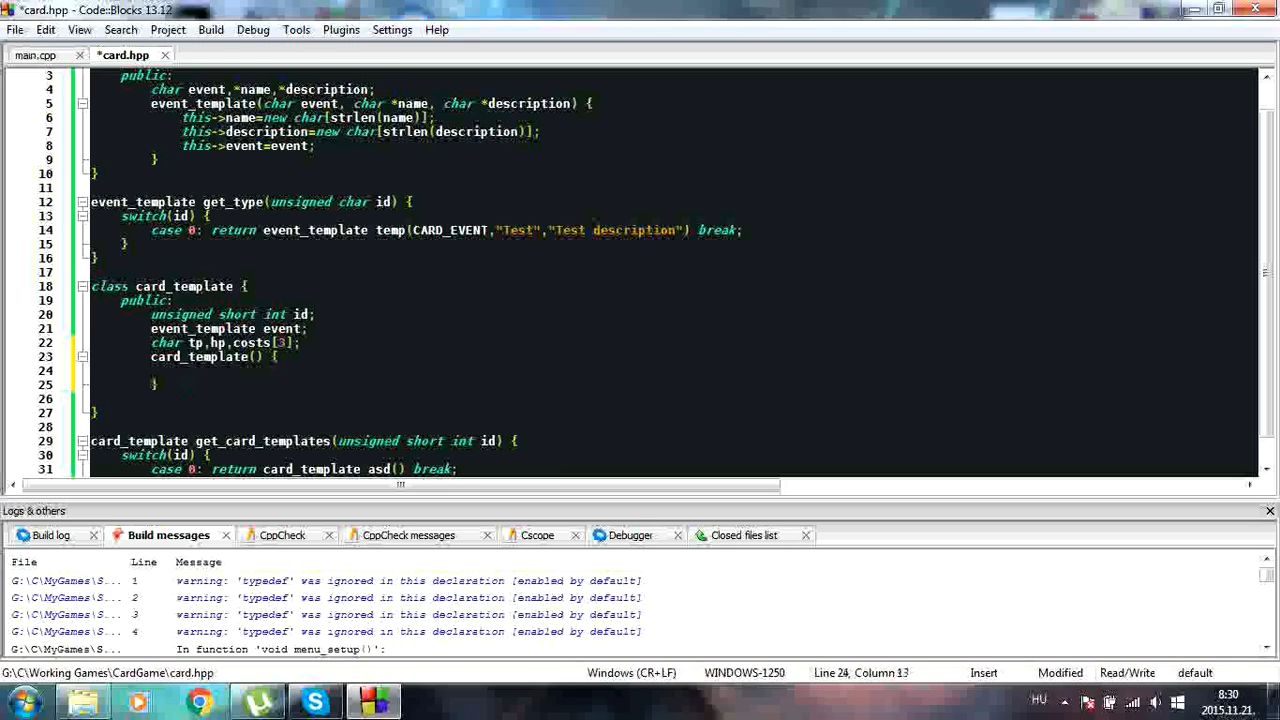 *card.hpp - Code::Blocks 13.12
File Edit View Search Project Build Debug Tools Plugins Settings Help
main.cpp *card.hpp
3 public:
4 char event,*name,*description;
5 event_template(char event, char *name, char *description) {
6 this->name=new char[strlen(name)];
7 this->description=new char[strlen(description)];
8 this->event=event;
9 }
10 }
11
12 event_template get_type(unsigned char id) {
13 switch(id) {
14 case 0: return event_template temp(CARD_EVENT,"Test","Test description") break;
15 }
16 }
17
18 class card_template {
19 public:
20 unsigned short int id;
21 event_template event;
22 char tp,hp,costs[3];
23 card_template() {
24
25 }
26
27 }
28
29 card_template get_card_templates(unsigned short int id) {
30 switch(id) {
31 case 0: return card_template asd() break;
Logs & others
Build log Build messages CppCheck CppCheck messages Cscope Debugger Closed files list
File Line Message
G:\C\MyGames\S... 1 warning: 'typedef' was ignored in this declaration [enabled by default]
G:\C\MyGames\S... 2 warning: 'typedef' was ignored in this declaration [enabled by default]
G:\C\MyGames\S... 3 warning: 'typedef' was ignored in this declaration [enabled by default]
G:\C\MyGames\S... 4 warning: 'typedef' was ignored in this declaration [enabled by default]
G:\C\MyGames\S... In function 'void menu_setup()':
G:\C\Working Games\CardGame\card.hpp Windows (CR+LF) WINDOWS-1250 Line 24, Column 13 Insert Modified Read/Write default
HU 8:30
2015.11.21.